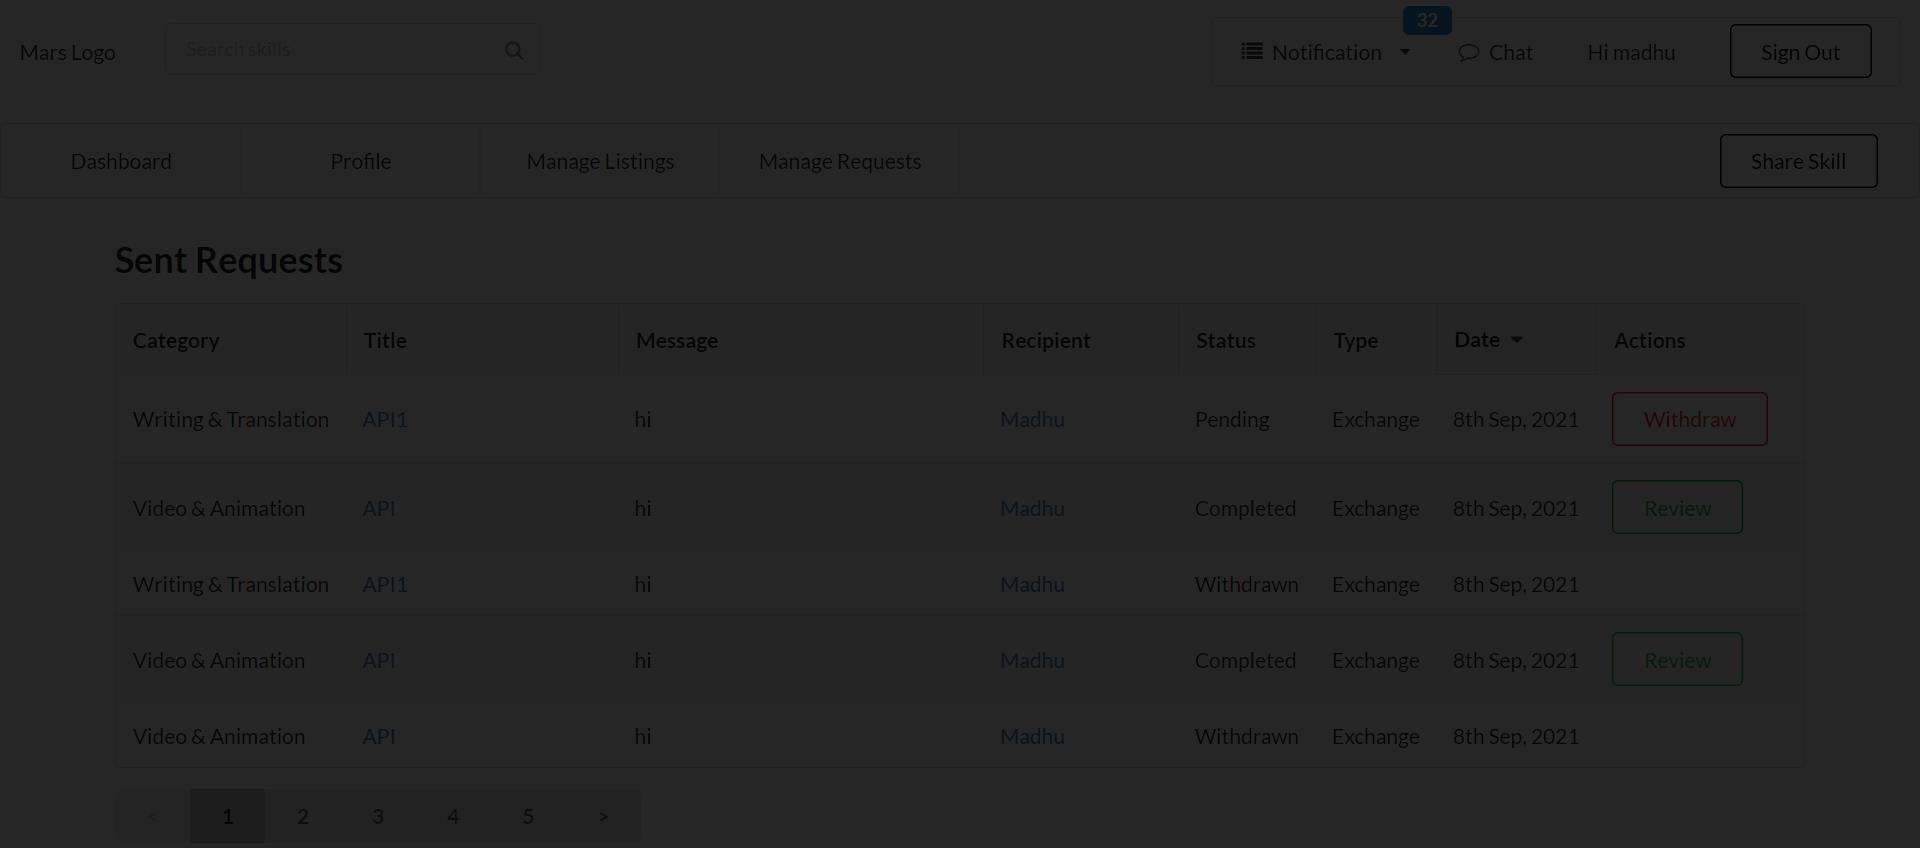 32
Mars Logo Search skills Notification Chat Hi madhu Sign Out
Dashboard Profile Manage Listings Manage Requests Share Skill
Sent Requests
Category Title Message Recipient Status Type Date Actions
Writing & Translation API1 hi Madhu Pending Exchange 8th Sep, 2021 Withdraw
Video & Animation API hi Madhu Completed Exchange 8th Sep, 2021 Review
Writing & Translation API1 hi Madhu Withdrawn Exchange 8th Sep, 2021
Video & Animation API hi Madhu Completed Exchange 8th Sep, 2021 Review
Video & Animation API hi Madhu Withdrawn Exchange 8th Sep, 2021
< 1 2 3 4 5 >